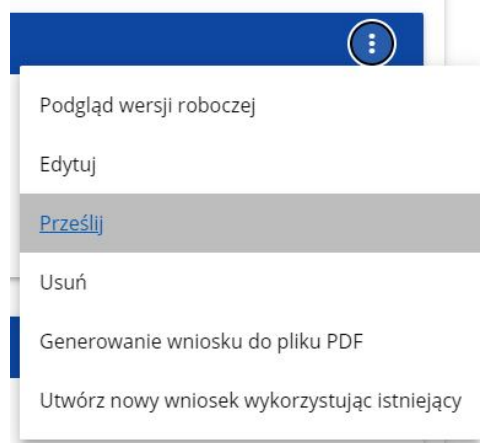 Podgląd wersji roboczej
Edytuj
Prześlij
Usuń
Generowanie wniosku do pliku PDF
Utwórz nowy wniosek wykorzystując istniejący